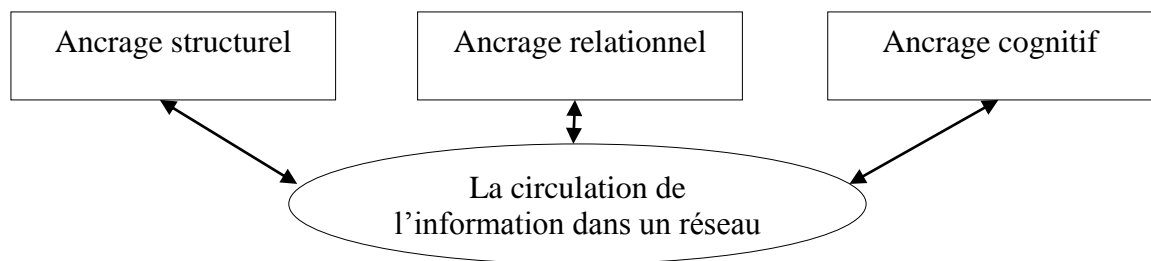 Ancrage structurel
Ancrage relationnel
Ancrage cognitif
La circulation de
l’information dans un réseau